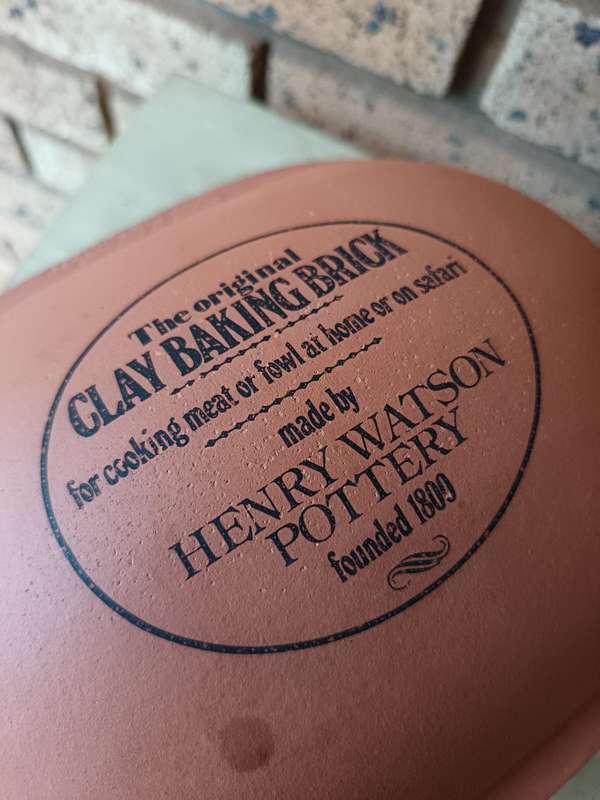 The original
CLAY BAKING BRICK
for cooking meat or fowl at home or on safari
made by
HENRY WATSON
POTTERY
founded 1809